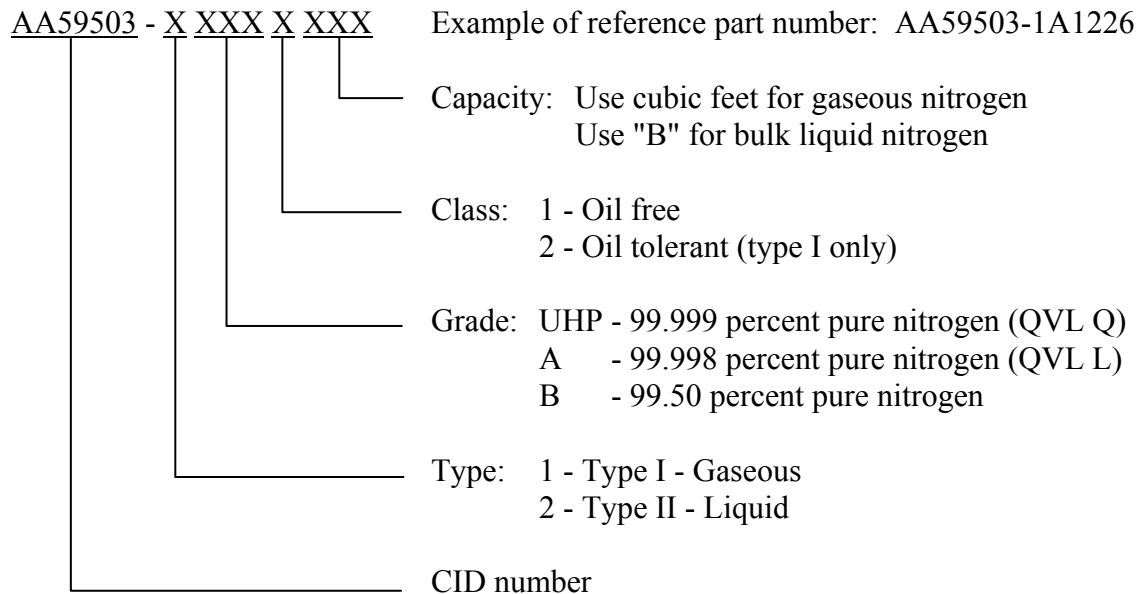 AA59503 - X XXX X XXX Example of reference part number: AA59503-1A1226
Capacity: Use cubic feet for gaseous nitrogen
Use "B" for bulk liquid nitrogen
Class: 1 - Oil free
2 - Oil tolerant (type I only)
Grade: UHP - 99.999 percent pure nitrogen (QVL Q)
A - 99.998 percent pure nitrogen (QVL L)
B - 99.50 percent pure nitrogen
Type: 1 - Type I - Gaseous
2 - Type II - Liquid
CID number